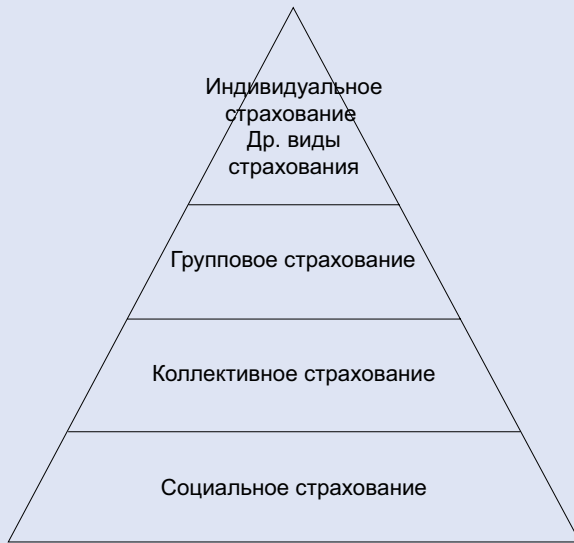 Индивидуальное
страхование
Др. виды
страхования
Групповое страхование
Коллективное страхование
Социальное страхование